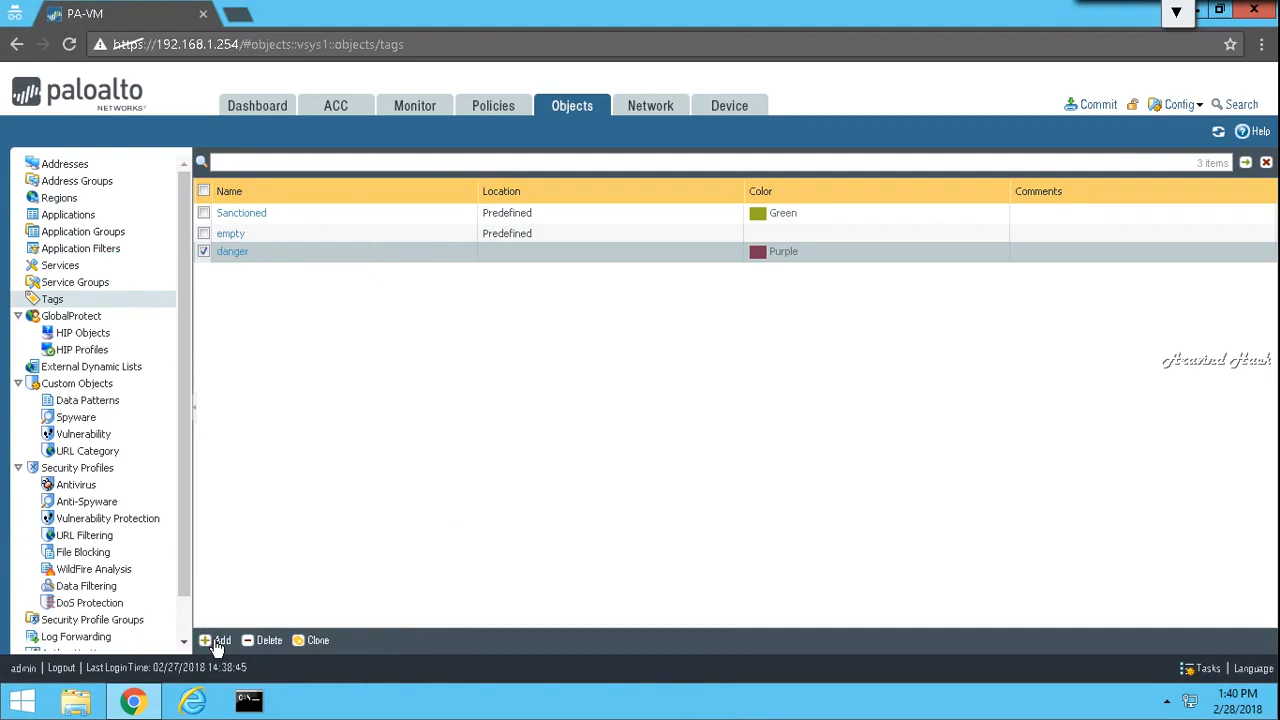 PA-VM
https://192.168.1.254/#objects::vsys1::objects/tags
paloalto
NETWORKS
Dashboard
ACC
Monitor
Policies
Objects
Network
Device
Commit
Config
Search
Help
3 items
Addresses
Address Groups
Regions
Applications
Application Groups
Application Filters
Services
Service Groups
Tags
GlobalProtect
HIP Objects
HIP Profiles
External Dynamic Lists
Custom Objects
Data Patterns
Spyware
Vulnerability
URL Category
Security Profiles
Antivirus
Anti-Spyware
Vulnerability Protection
URL Filtering
File Blocking
WildFire Analysis
Data Filtering
DoS Protection
Security Profile Groups
Log Forwarding
Name Location Color Comments
Sanctioned Predefined Green
empty Predefined
danger Purple
Aravind Hask
Add Delete Clone
admin | Logout | Last Login Time: 02/27/2018 14:38:45
Tasks | Language
1:40 PM
2/28/2018